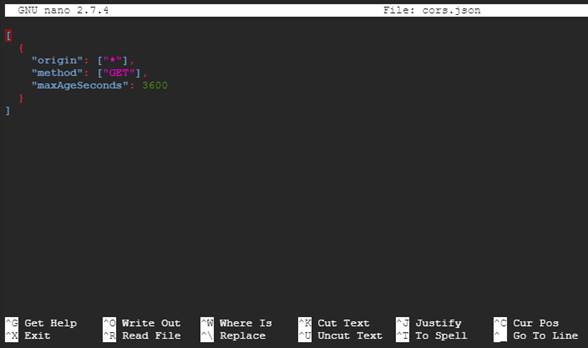 GNU nano 2.7.4 File: cors.json
[
{
"origin": ["*"],
"method": ["GET"],
"maxAgeSeconds": 3600
}
]
^G Get Help ^O Write Out ^W Where Is ^K Cut Text ^J Justify ^C Cur Pos
^X Exit ^R Read File ^\ Replace ^U Uncut Text ^T To Spell ^_ Go To Line